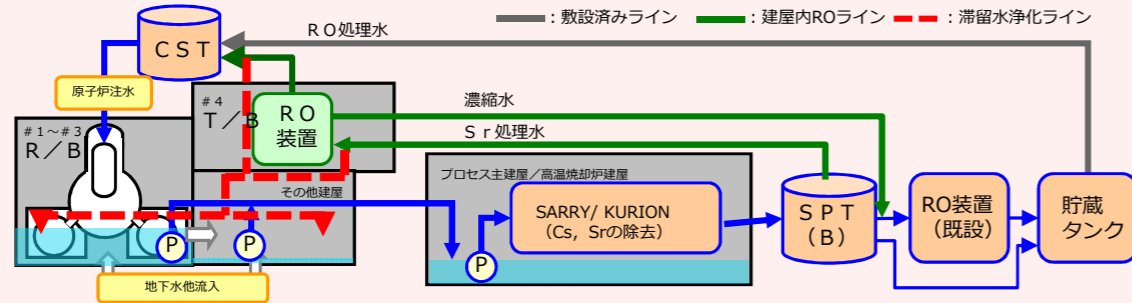 ：敷設済みライン ：建屋内ROライン ：滞留水浄化ライン
ＲＯ処理水
ＣＳＴ
原子炉注水
＃４
Ｔ／Ｂ
ＲＯ
装置
濃縮水
Ｓｒ処理水
＃１～＃３
Ｒ／Ｂ
その他建屋
プロセス主建屋／高温焼却炉建屋
SARRY/ KURION
（Cs，Srの除去）
ＳＰＴ
（Ｂ）
RO装置
（既設）
貯蔵
タンク
P
P
P
地下水他流入